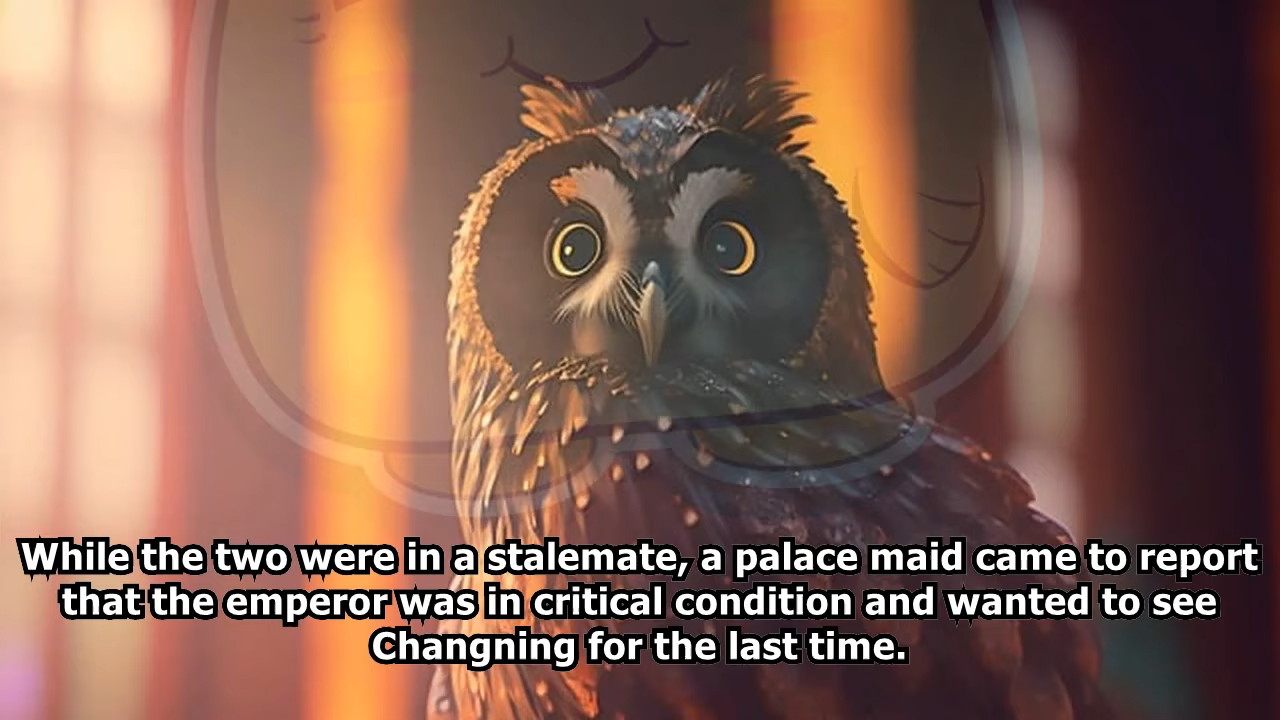 While the two were in a stalemate, a palace maid came to report
that the emperor was in critical condition and wanted to see
Changning for the last time.